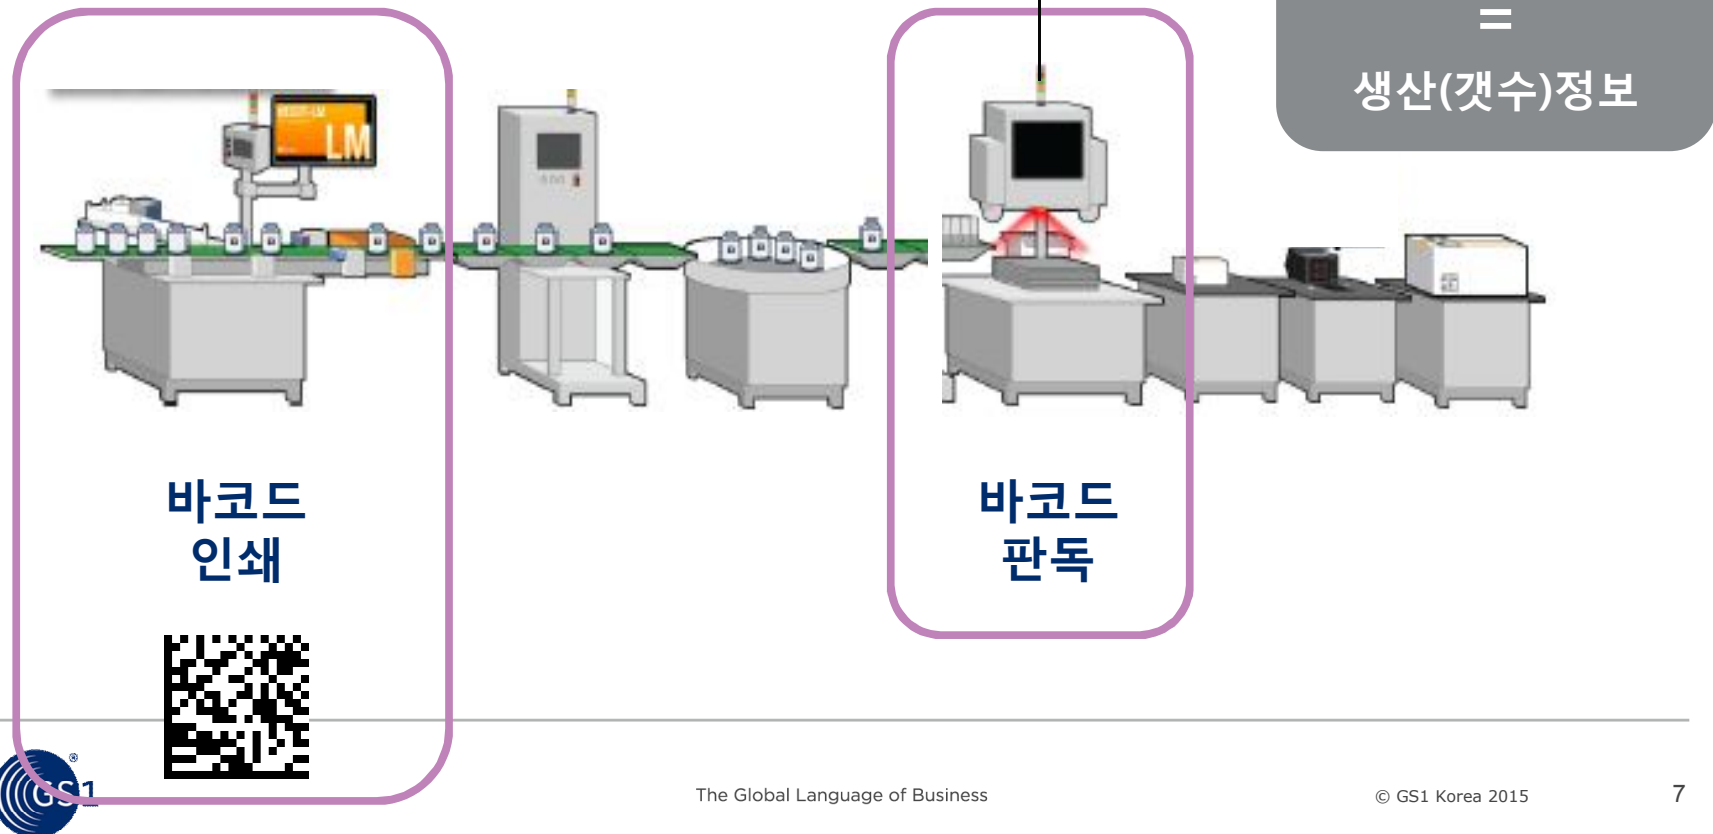 =
생산(갯수)정보
LM
바코드
인쇄
바코드
판독
GS1
The Global Language of Business
© GS1 Korea 2015
7